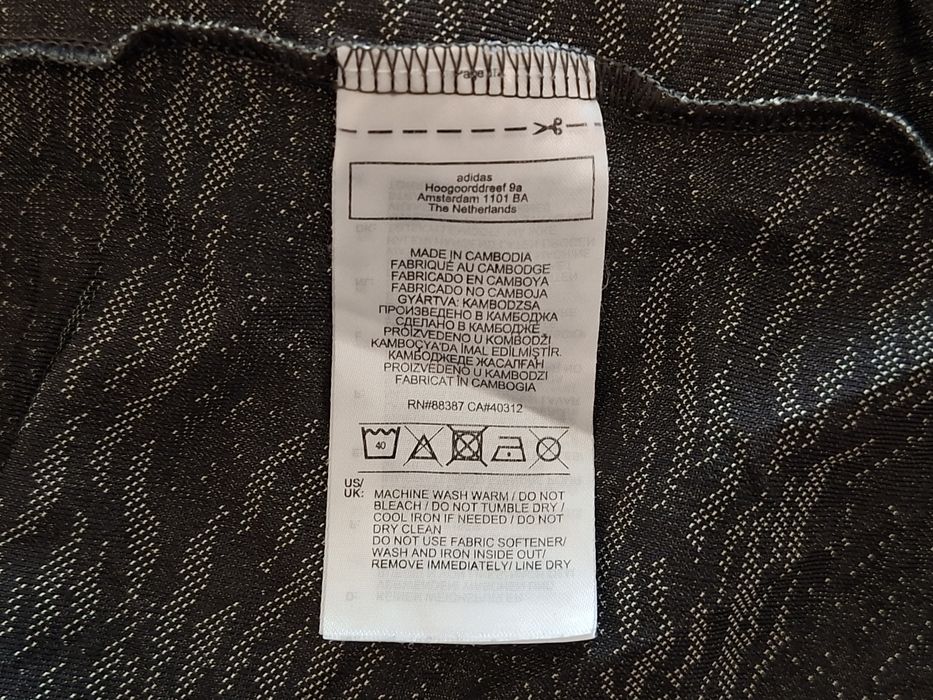 adidas
Hoogoorddreef 9a
Amsterdam 1101 BA
The Netherlands
MADE IN CAMBODIA
FABRIQUÉ AU CAMBODGE
FABRICADO EN CAMBOYA
FABRICADO NO CAMBOJA
GYÁRTVA: KAMBODZSA
ПРОИЗВЕДЕНО В КАМБОДЖА
СДЕЛАНО В КАМБОДЖЕ
PROIZVEDENO U KOMBODŽI
KAMBOÇYA'DA İMAL EDİLMİŞTİR.
КАМБОДЖЕДЕ ЖАСАЛҒАН
PROIZVEDENO U KAMBODZI
FABRICAT ÎN CAMBOGIA
RN#88387 CA#40312
40
US/
UK: MACHINE WASH WARM / DO NOT
BLEACH / DO NOT TUMBLE DRY /
COOL IRON IF NEEDED / DO NOT
DRY CLEAN
DO NOT USE FABRIC SOFTENER/
WASH AND IRON INSIDE OUT/
REMOVE IMMEDIATELY/ LINE DRY